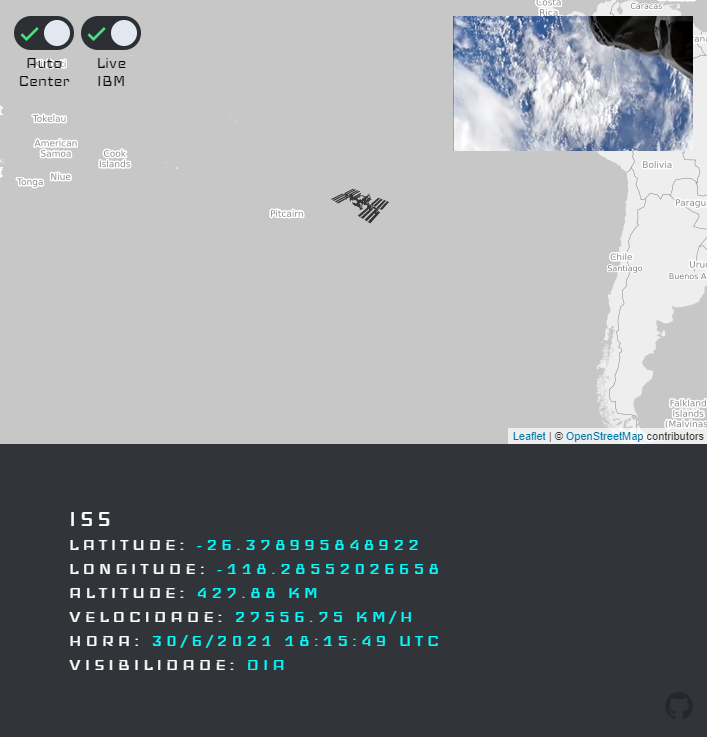 Auto
Center
Live
IBM
Costa
Rica
Caracas
Tokelau
American
Samoa
Cook
Islands
Tonga
Niue
Pitcairn
Bolivia
Paragu
Chile
Santiago
Uru
Buenos A
Falkland
Islands
(Malvinas
Leaflet | © OpenStreetMap contributors
ISS
LATITUDE: -26.378995848922
LONGITUDE: -118.28552026658
ALTITUDE: 427.88 KM
VELOCIDADE: 27556.75 KM/H
HORA: 30/6/2021 18:15:49 UTC
VISIBILIDADE: DIA